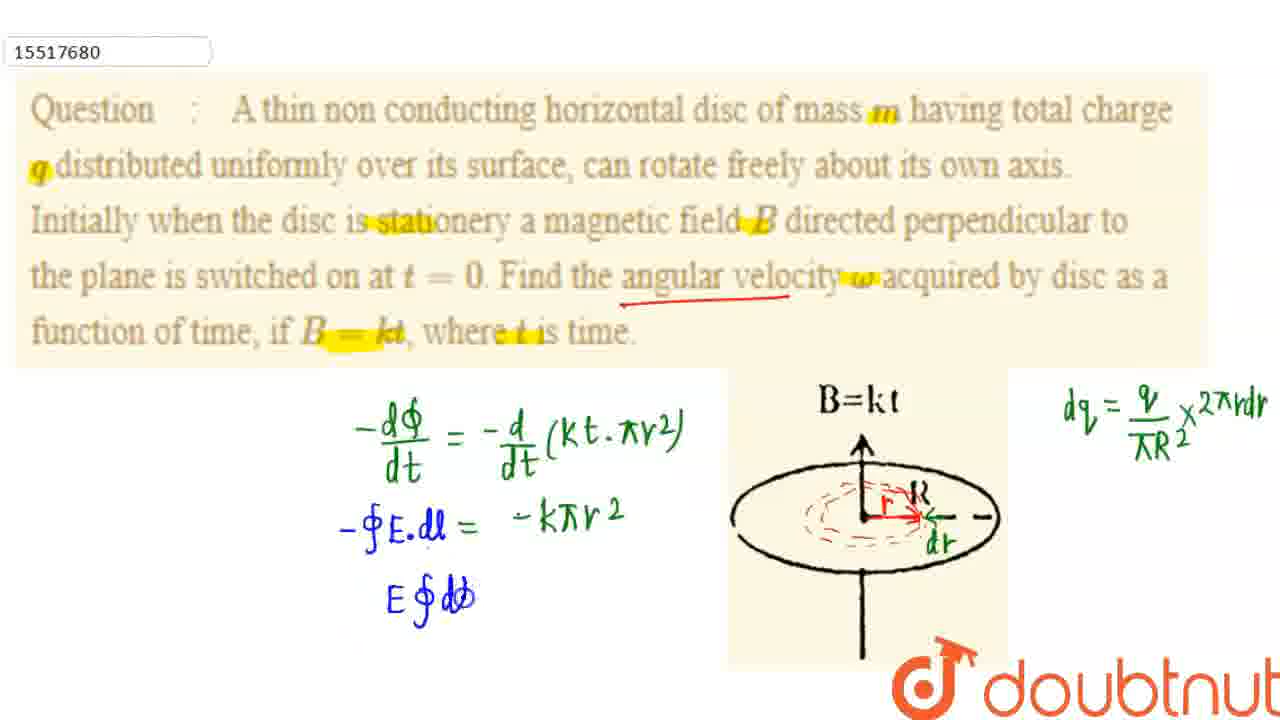 15517680
Question : A thin non conducting horizontal disc of mass m having total charge
q distributed uniformly over its surface, can rotate freely about its own axis.
Initially when the disc is stationery a magnetic field B directed perpendicular to
the plane is switched on at t = 0. Find the angular velocity ω acquired by disc as a
function of time, if B = kt, where t is time.
B=kt
dq = q/πR² × 2πrdr
-dϕ/dt = -d/dt (kt.πr²)
-∮E.dl = -kπr²
R
r
dr
E∮dl
doubtnut